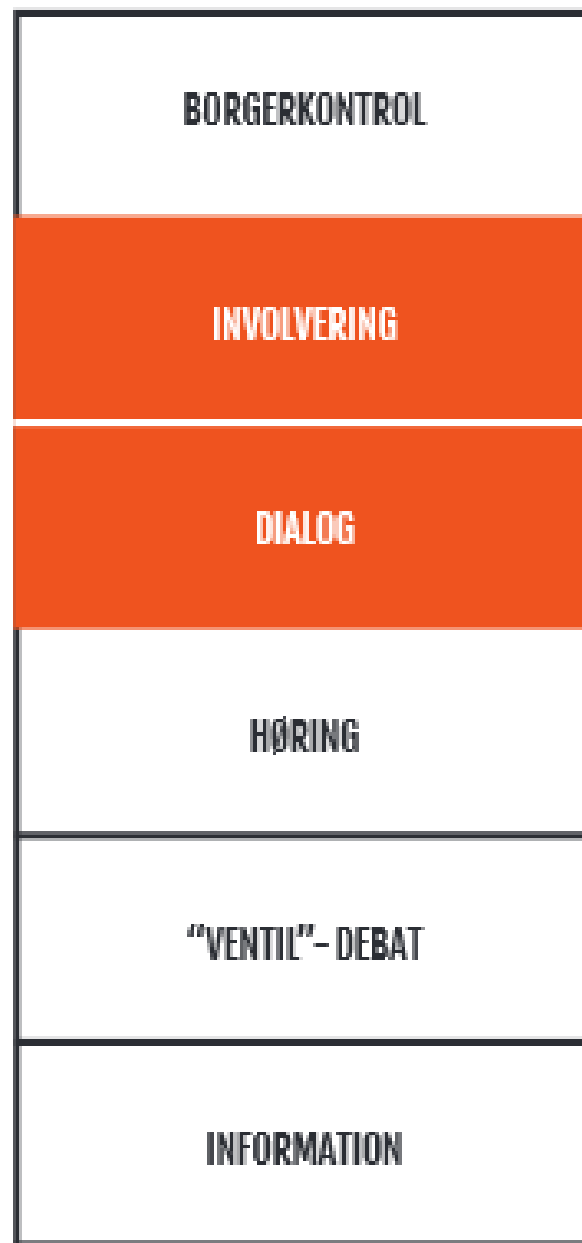 BORGERKONTROL
INVOLVERING
DIALOG
HØRING
“VENTIL”- DEBAT
INFORMATION